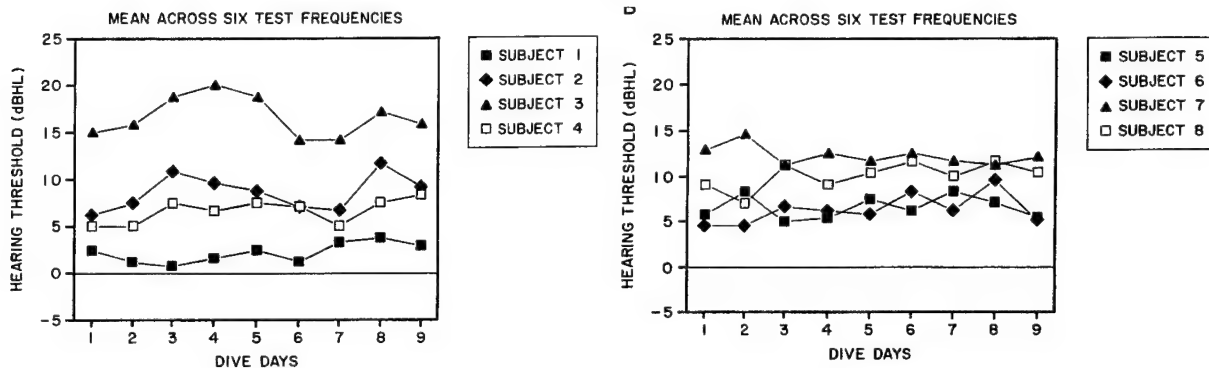 MEAN ACROSS SIX TEST FREQUENCIES
25
20
15
10
5
0
-5
HEARING THRESHOLD (dBHL)
1 2 3 4 5 6 7 8 9
DIVE DAYS
SUBJECT 1
SUBJECT 2
SUBJECT 3
SUBJECT 4
MEAN ACROSS SIX TEST FREQUENCIES
25
20
15
10
5
0
-5
HEARING THRESHOLD (dBHL)
1 2 3 4 5 6 7 8 9
DIVE DAYS
SUBJECT 5
SUBJECT 6
SUBJECT 7
SUBJECT 8